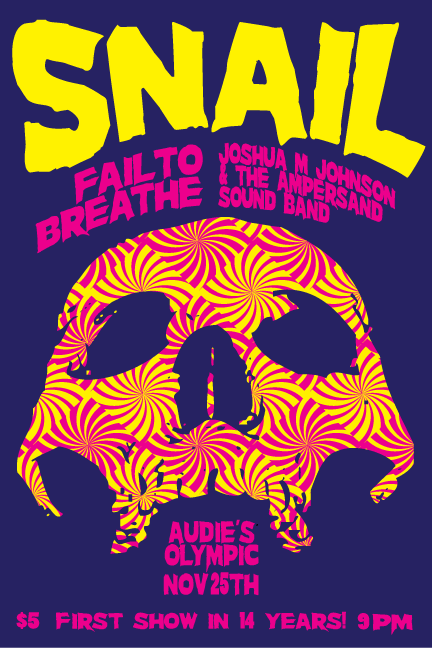 SNAIL
FAIL TO
BREATHE
JOSHUA M JOHNSON
& THE AMPERSAND
SOUND BAND
AUDIE'S
OLYMPIC
NOV 25TH
$5 FIRST SHOW IN 14 YEARS! 9PM